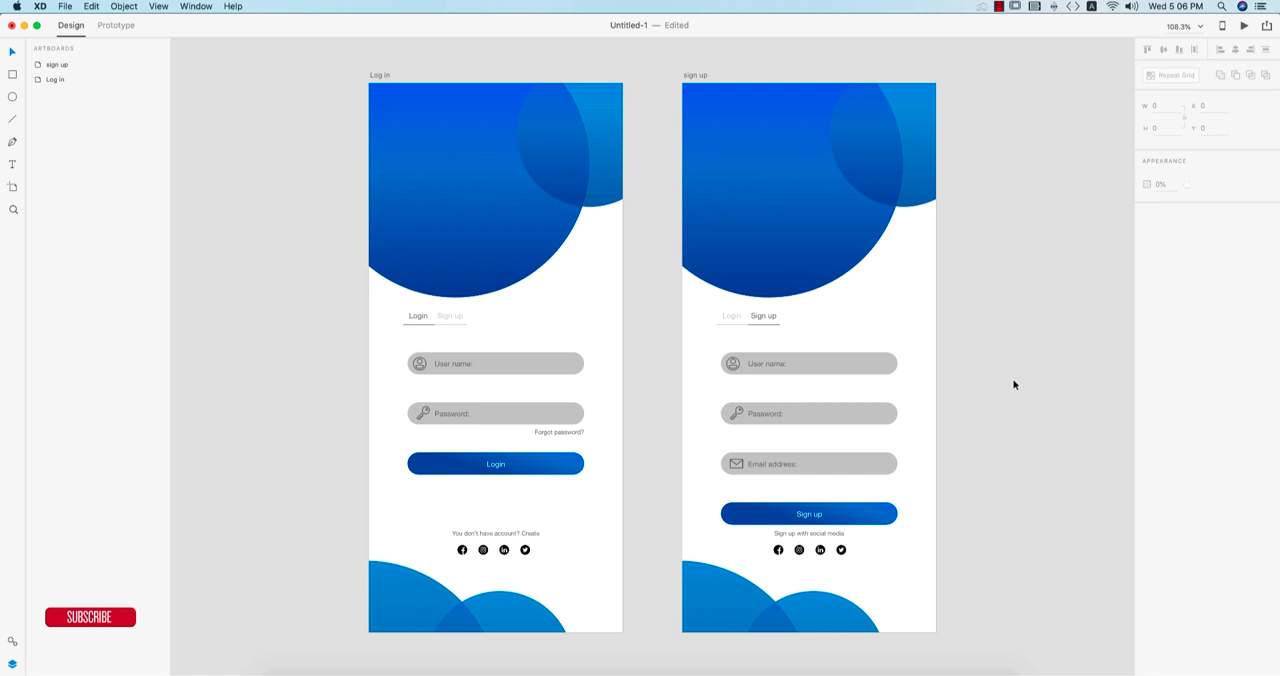 XD File Edit Object View Window Help Wed 5 06 PM
Design Prototype Untitled-1 — Edited 108.3%
ARTBOARDS
sign up
Log in
Log in
Login Sign up
User name:
Password:
Forgot password?
Login
You don't have account? Create
sign up
Login Sign up
User name:
Password:
Email address:
Sign up
Sign up with social media
SUBSCRIBE
Repeat Grid
W 0 X 0
H 0 Y 0
APPEARANCE
0%